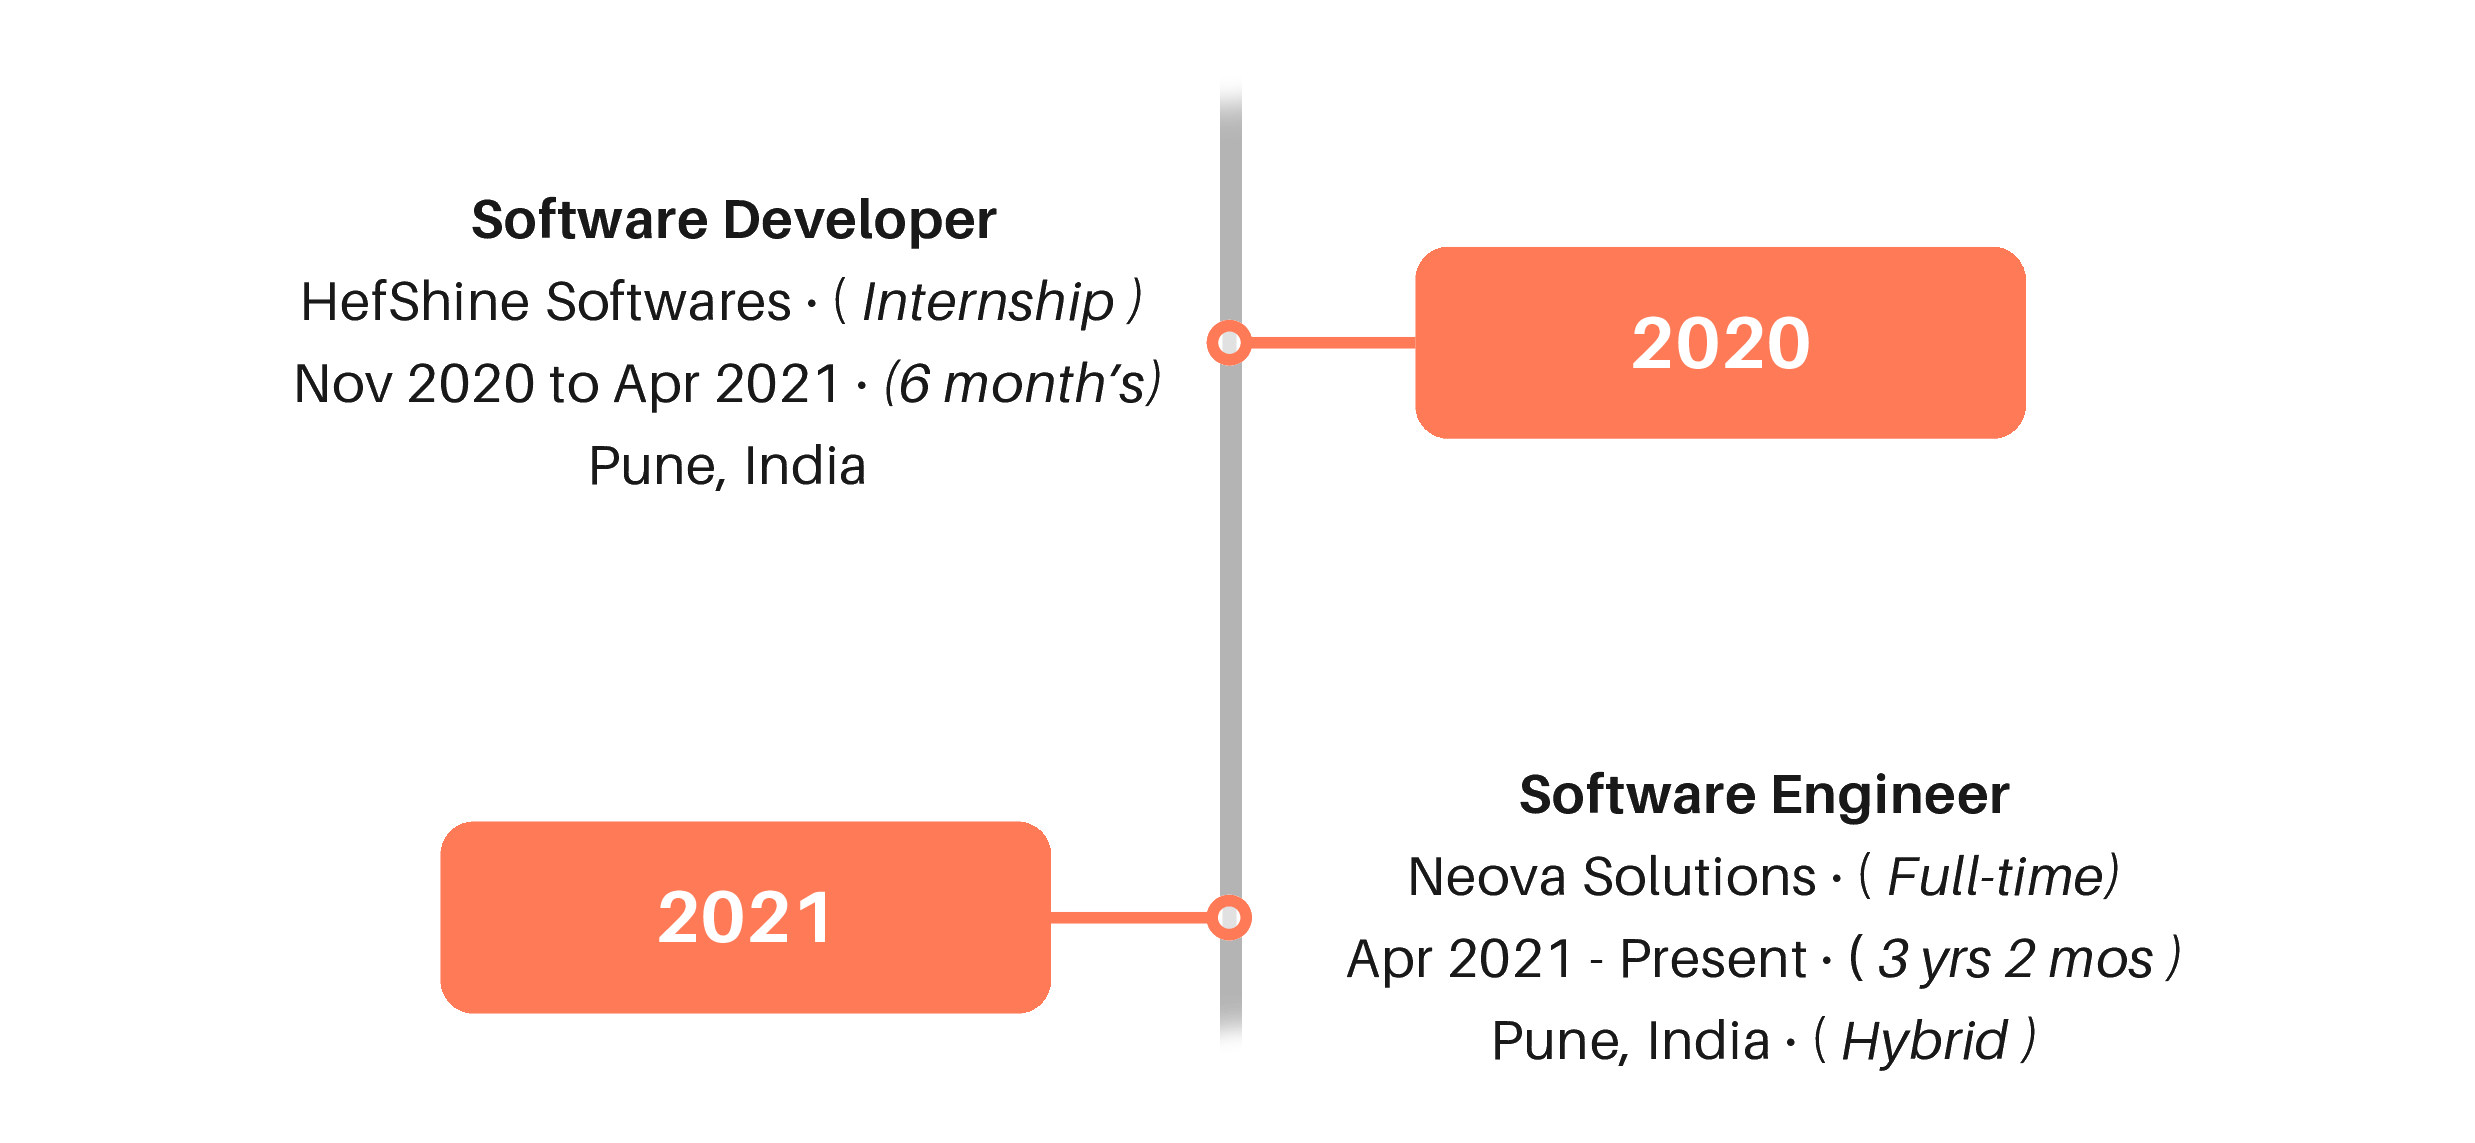 Software Developer
HefShine Softwares · ( Internship )
Nov 2020 to Apr 2021 · (6 month’s)
Pune, India
2020
2021
Software Engineer
Neova Solutions · ( Full-time)
Apr 2021 - Present · ( 3 yrs 2 mos )
Pune, India · ( Hybrid )